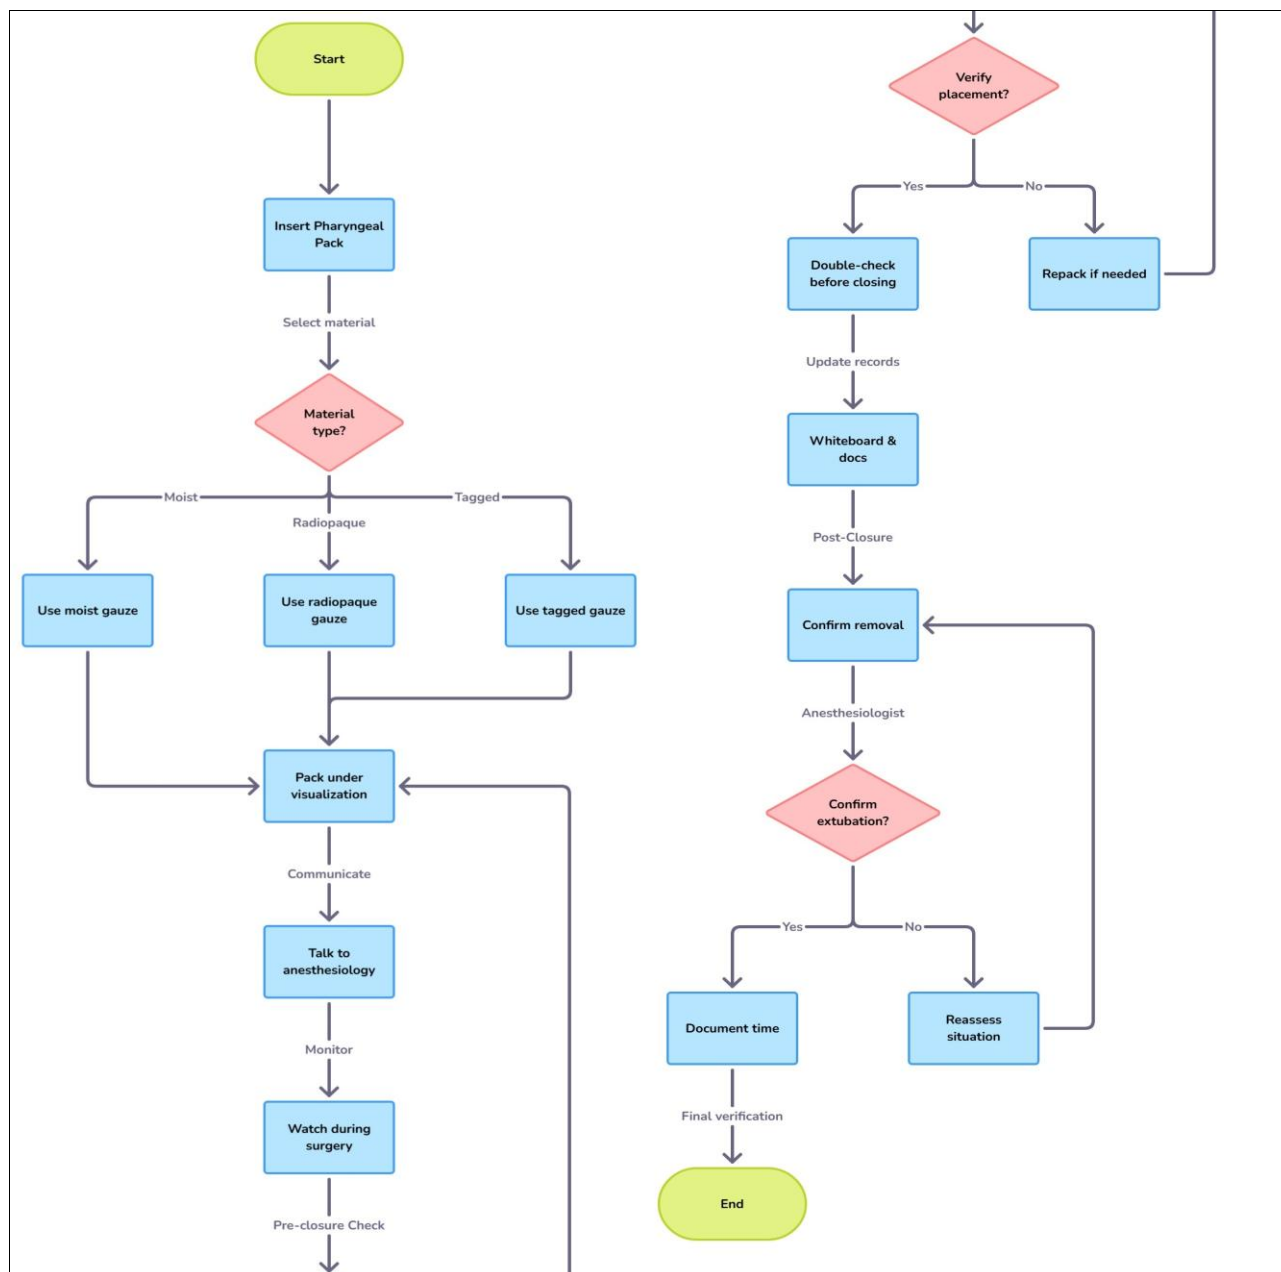 Start
Insert Pharyngeal
Pack
Select material
Material
type?
Moist
Radiopaque
Tagged
Use moist gauze
Use radiopaque
gauze
Use tagged gauze
Pack under
visualization
Communicate
Talk to
anesthesiology
Monitor
Watch during
surgery
Pre-closure Check
Verify
placement?
Yes
No
Double-check
before closing
Repack if needed
Update records
Whiteboard &
docs
Post-Closure
Confirm removal
Anesthesiologist
Confirm
extubation?
Yes
No
Document time
Reassess
situation
Final verification
End